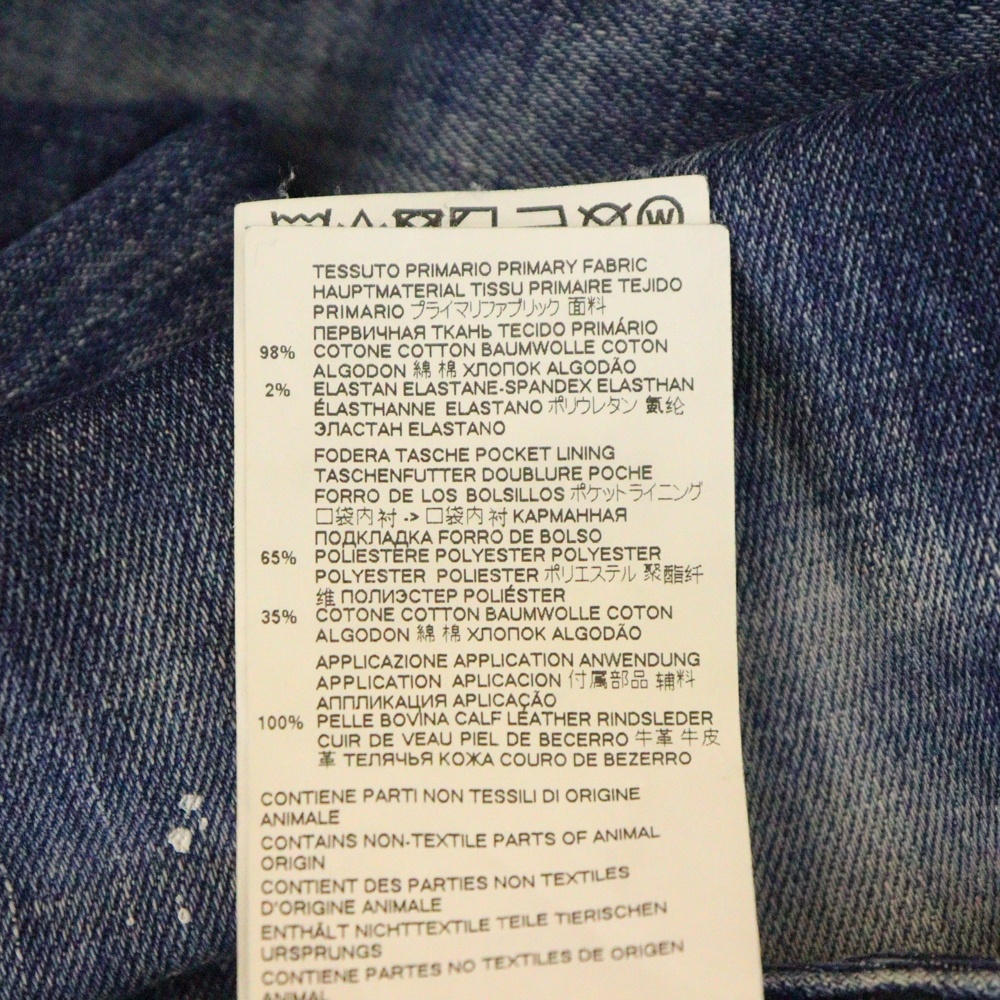 W
TESSUTO PRIMARIO PRIMARY FABRIC
HAUPTMATERIAL TISSU PRIMAIRE TEJIDO
PRIMARIO プライマリファブリック 面料
ПЕРВИЧНАЯ ТКАНЬ TECIDO PRIMÁRIO
98% COTONE COTTON BAUMWOLLE COTON
ALGODON 綿 棉 ХЛОПОК ALGODÃO
2% ELASTAN ELASTANE-SPANDEX ELASTHAN
ÉLASTHANNE ELASTANO ポリウレタン 氨纶
ЭЛАСТАН ELASTANO
FODERA TASCHE POCKET LINING
TASCHENFUTTER DOUBLURE POCHE
FORRO DE LOS BOLSILLOS ポケットライニング
口袋内衬 -> 口袋内衬 КАРМАННАЯ
ПОДКЛАДКА FORRO DE BOLSO
65% POLIESTERE POLYESTER POLYESTER
POLYESTER POLIESTER ポリエステル 聚酯纤
维 ПОЛИЭСТЕР POLIÉSTER
35% COTONE COTTON BAUMWOLLE COTON
ALGODON 綿 棉 ХЛОПОК ALGODÃO
APPLICAZIONE APPLICATION ANWENDUNG
APPLICATION APLICACION 付属部品 辅料
АППЛИКАЦИЯ APLICAÇÃO
100% PELLE BOVINA CALF LEATHER RINDSLEDER
CUIR DE VEAU PIEL DE BECERRO 牛革 牛皮
革 ТЕЛЯЧЬЯ КОЖА COURO DE BEZERRO
CONTIENE PARTI NON TESSILI DI ORIGINE
ANIMALE
CONTAINS NON-TEXTILE PARTS OF ANIMAL
ORIGIN
CONTIENT DES PARTIES NON TEXTILES
D'ORIGINE ANIMALE
ENTHÄLT NICHTTEXTILE TEILE TIERISCHEN
URSPRUNGS
CONTIENE PARTES NO TEXTILES DE ORIGEN
ANIMAL